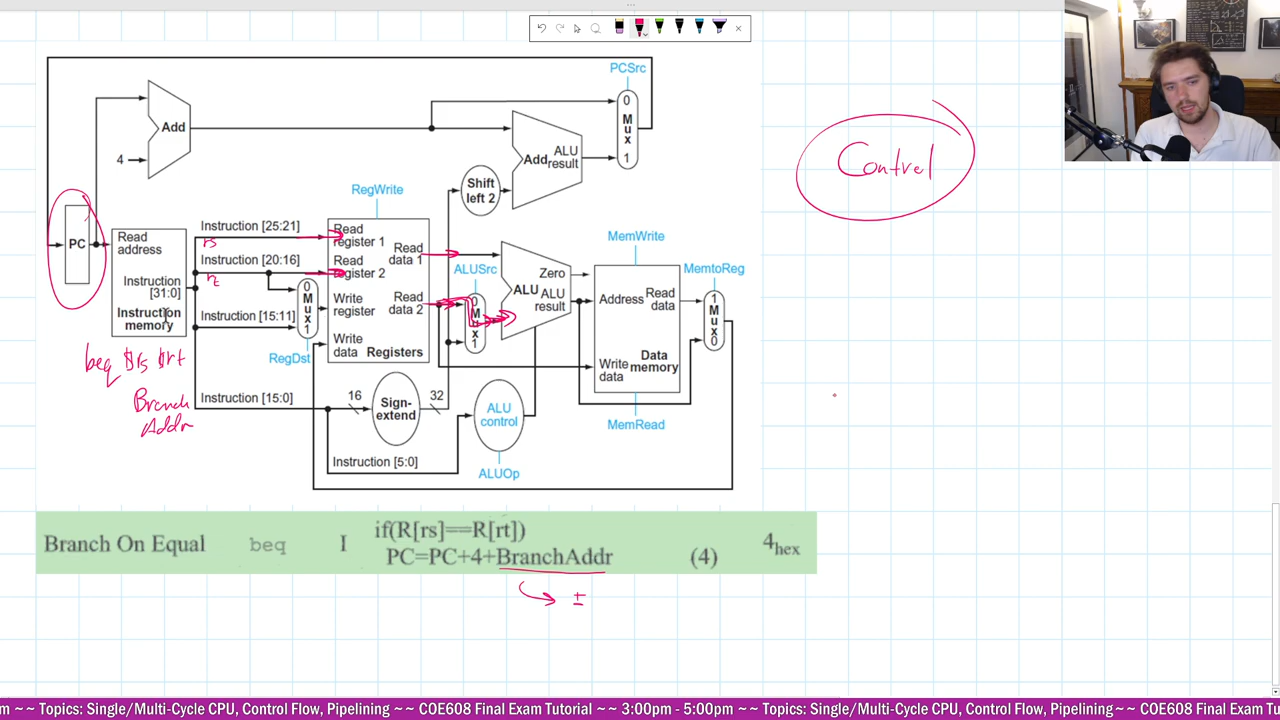 PCSrc
0
Mux
1
Add
4
Add ALU result
Shift left 2
RegWrite
PC
Read address
Instruction [31:0]
Instruction memory
Instruction [25:21]
rs
Instruction [20:16]
rt
Instruction [15:11]
Instruction [15:0]
Instruction [5:0]
0
Mux
1
RegDst
Read register 1
Read register 2
Write register
Write data
Read data 1
Read data 2
Registers
ALUSrc
0
Mux
1
Zero
ALU
ALU result
MemWrite
Address
Read data
Write data
Data memory
MemRead
MemtoReg
1
Mux
0
16
Sign-extend
32
ALU control
ALUOp
Control
beq $rs $rt
Branch
Addr
Branch On Equal beq I if(R[rs]==R[rt])
PC=PC+4+BranchAddr (4) 4hex
±
m ~~ Topics: Single/Multi-Cycle CPU, Control Flow, Pipelining ~~ COE608 Final Exam Tutorial ~~ 3:00pm - 5:00pm ~~ Topics: Single/Multi-Cycle CPU, Control Flow, Pipelining~~ COE608 Final Exam Tu